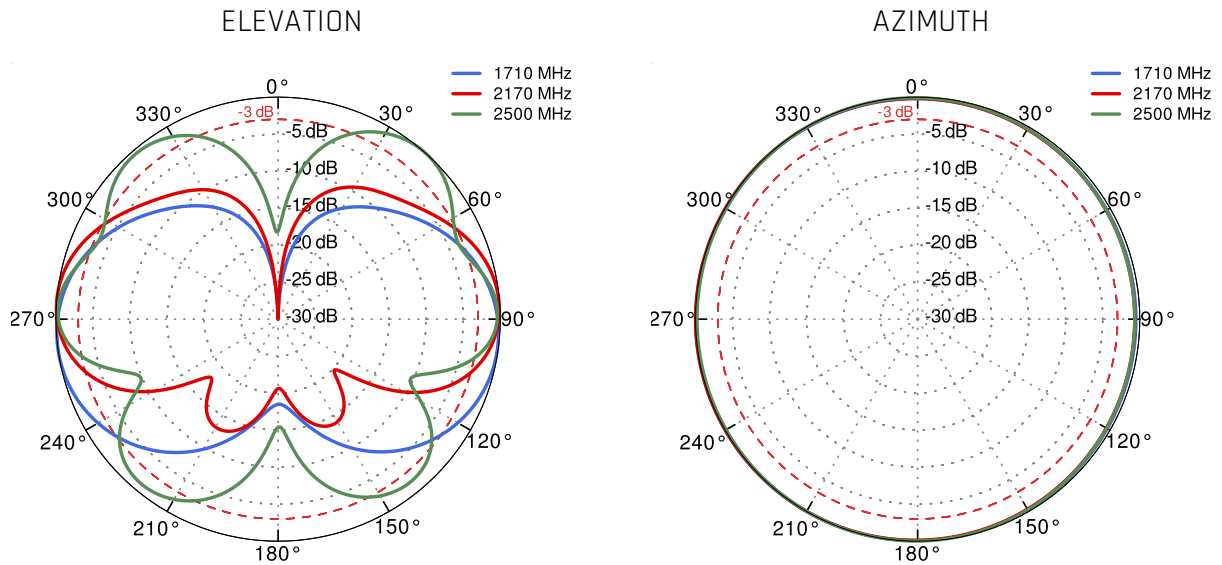 ELEVATION
1710 MHz
2170 MHz
2500 MHz
0°
330°
-3 dB
30°
-5 dB
-10 dB
300°
-15 dB
60°
-20 dB
-25 dB
270°
-30 dB
90°
240°
120°
210°
150°
180°
AZIMUTH
1710 MHz
2170 MHz
2500 MHz
0°
330°
-3 dB
30°
-5 dB
-10 dB
300°
-15 dB
60°
-20 dB
-25 dB
270°
-30 dB
90°
240°
120°
210°
150°
180°